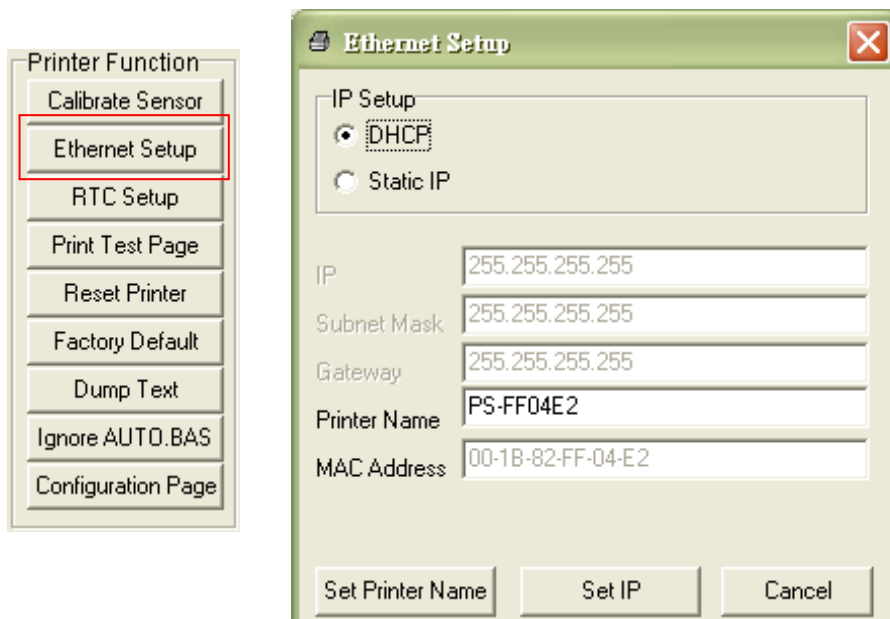 Printer Function
Calibrate Sensor
Ethernet Setup
RTC Setup
Print Test Page
Reset Printer
Factory Default
Dump Text
Ignore AUTO.BAS
Configuration Page
Ethernet Setup
IP Setup
DHCP
Static IP
IP 255.255.255.255
Subnet Mask 255.255.255.255
Gateway 255.255.255.255
Printer Name PS-FF04E2
MAC Address 00-1B-82-FF-04-E2
Set Printer Name Set IP Cancel